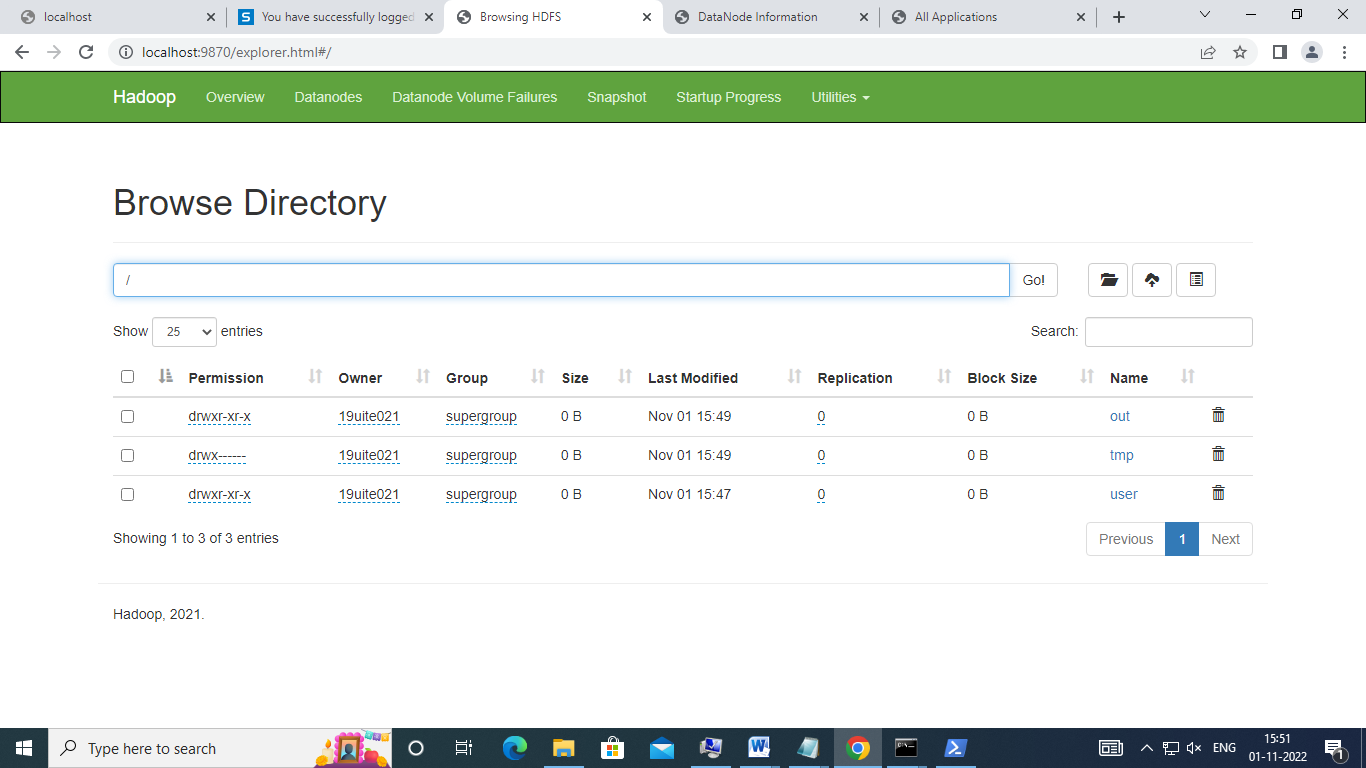 localhost
You have successfully logged
Browsing HDFS
DataNode Information
All Applications
localhost:9870/explorer.html#/
Hadoop Overview Datanodes Datanode Volume Failures Snapshot Startup Progress Utilities
Browse Directory
/ Go!
Show 25 entries Search:
Permission Owner Group Size Last Modified Replication Block Size Name
drwxr-xr-x 19uite021 supergroup 0 B Nov 01 15:49 0 0 B out
drwx------ 19uite021 supergroup 0 B Nov 01 15:49 0 0 B tmp
drwxr-xr-x 19uite021 supergroup 0 B Nov 01 15:47 0 0 B user
Showing 1 to 3 of 3 entries Previous 1 Next
Hadoop, 2021.
Type here to search
ENG
15:51
01-11-2022
1